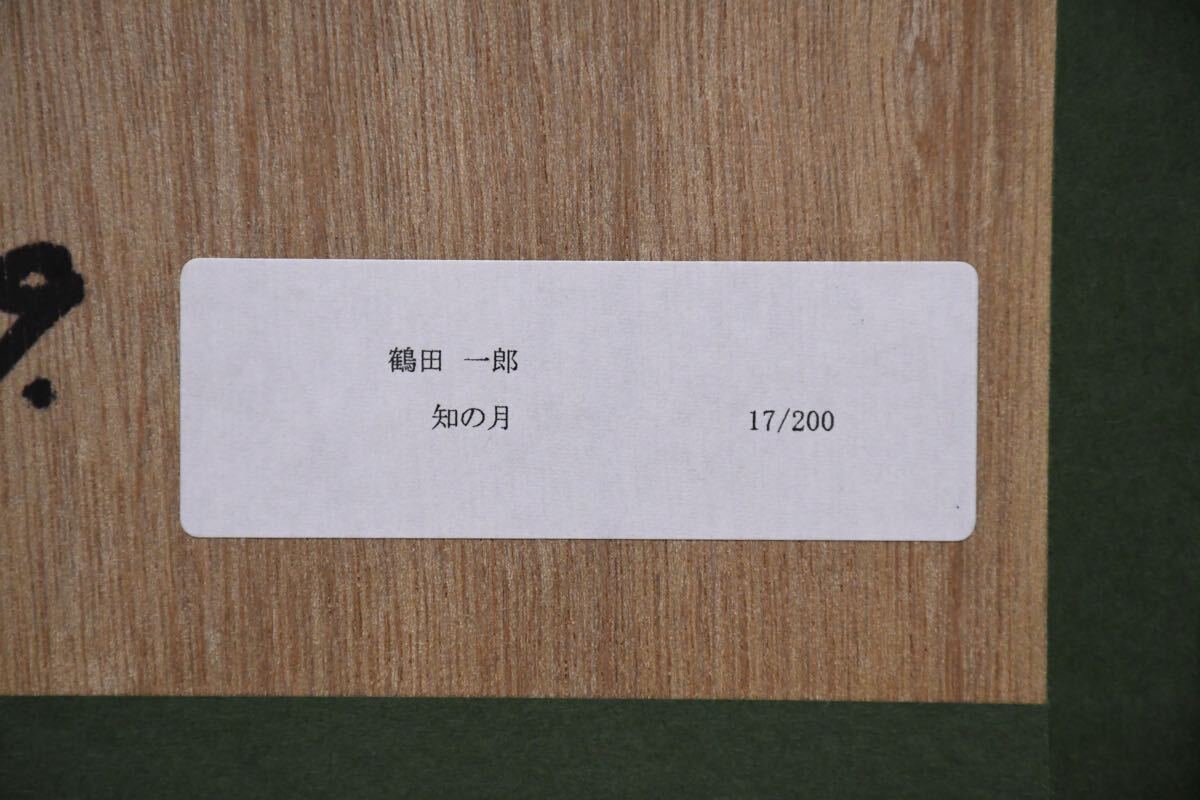 鶴田 一郎
知の月 17/200